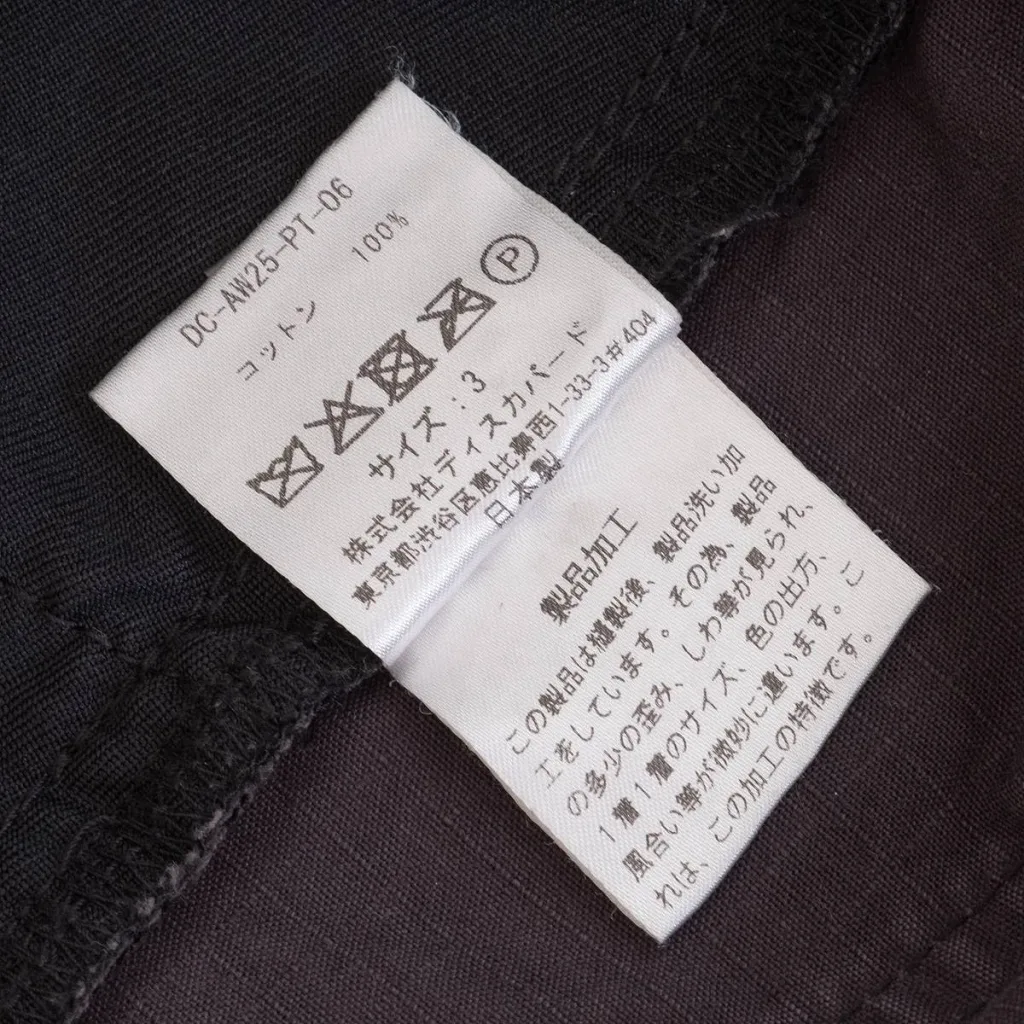 DC-AW25-PT-06
コットン 100%
P
サイズ：3
株式会社ディスカバード
東京都渋谷区恵比寿西1-33-3#404
日本製
製品加工
この製品は縫製後、製品洗い加
工をしています。その為、製品
の多少の歪み、しわ等が見られ、
1層1層のサイズ、色の出方、
風合い等が微妙に違います。こ
れは、この加工の特徴です。